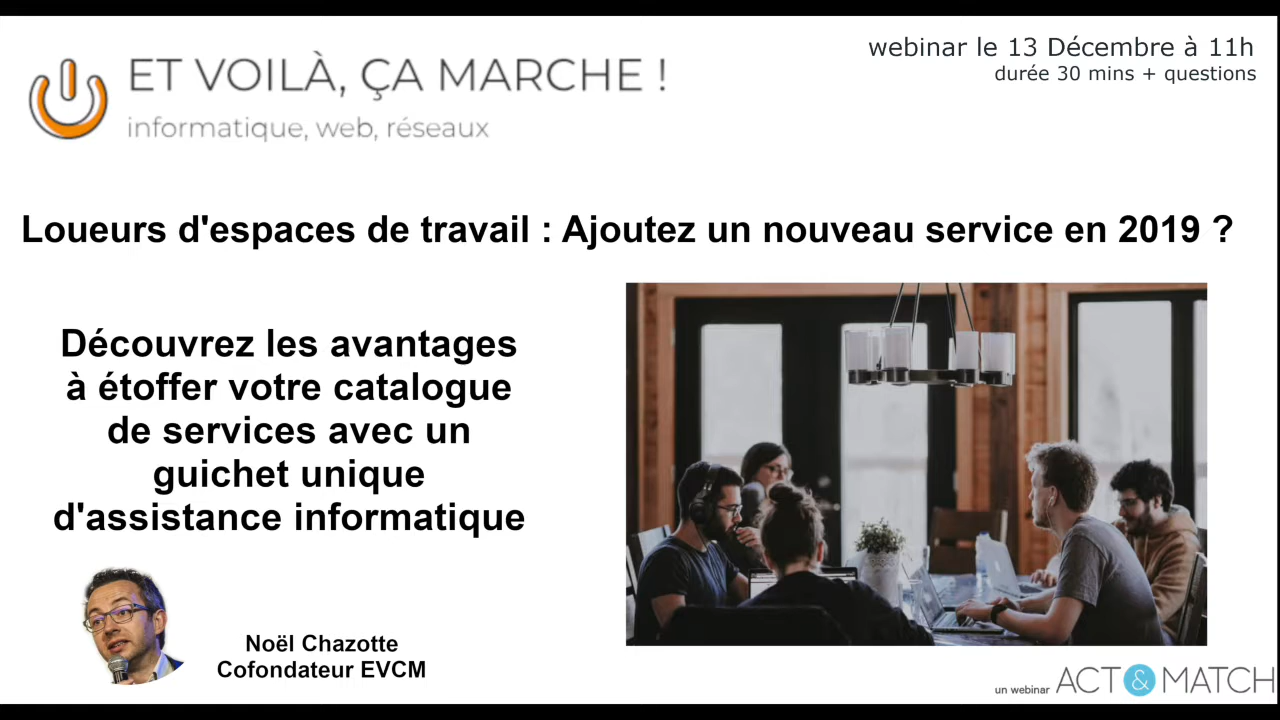 ET VOILÀ, ÇA MARCHE !
informatique, web, réseaux
webinar le 13 Décembre à 11h
durée 30 mins + questions
Loueurs d'espaces de travail : Ajoutez un nouveau service en 2019 ?
Découvrez les avantages
à étoffer votre catalogue
de services avec un
guichet unique
d'assistance informatique
Noël Chazotte
Cofondateur EVCM
un webinar ACT & MATCH